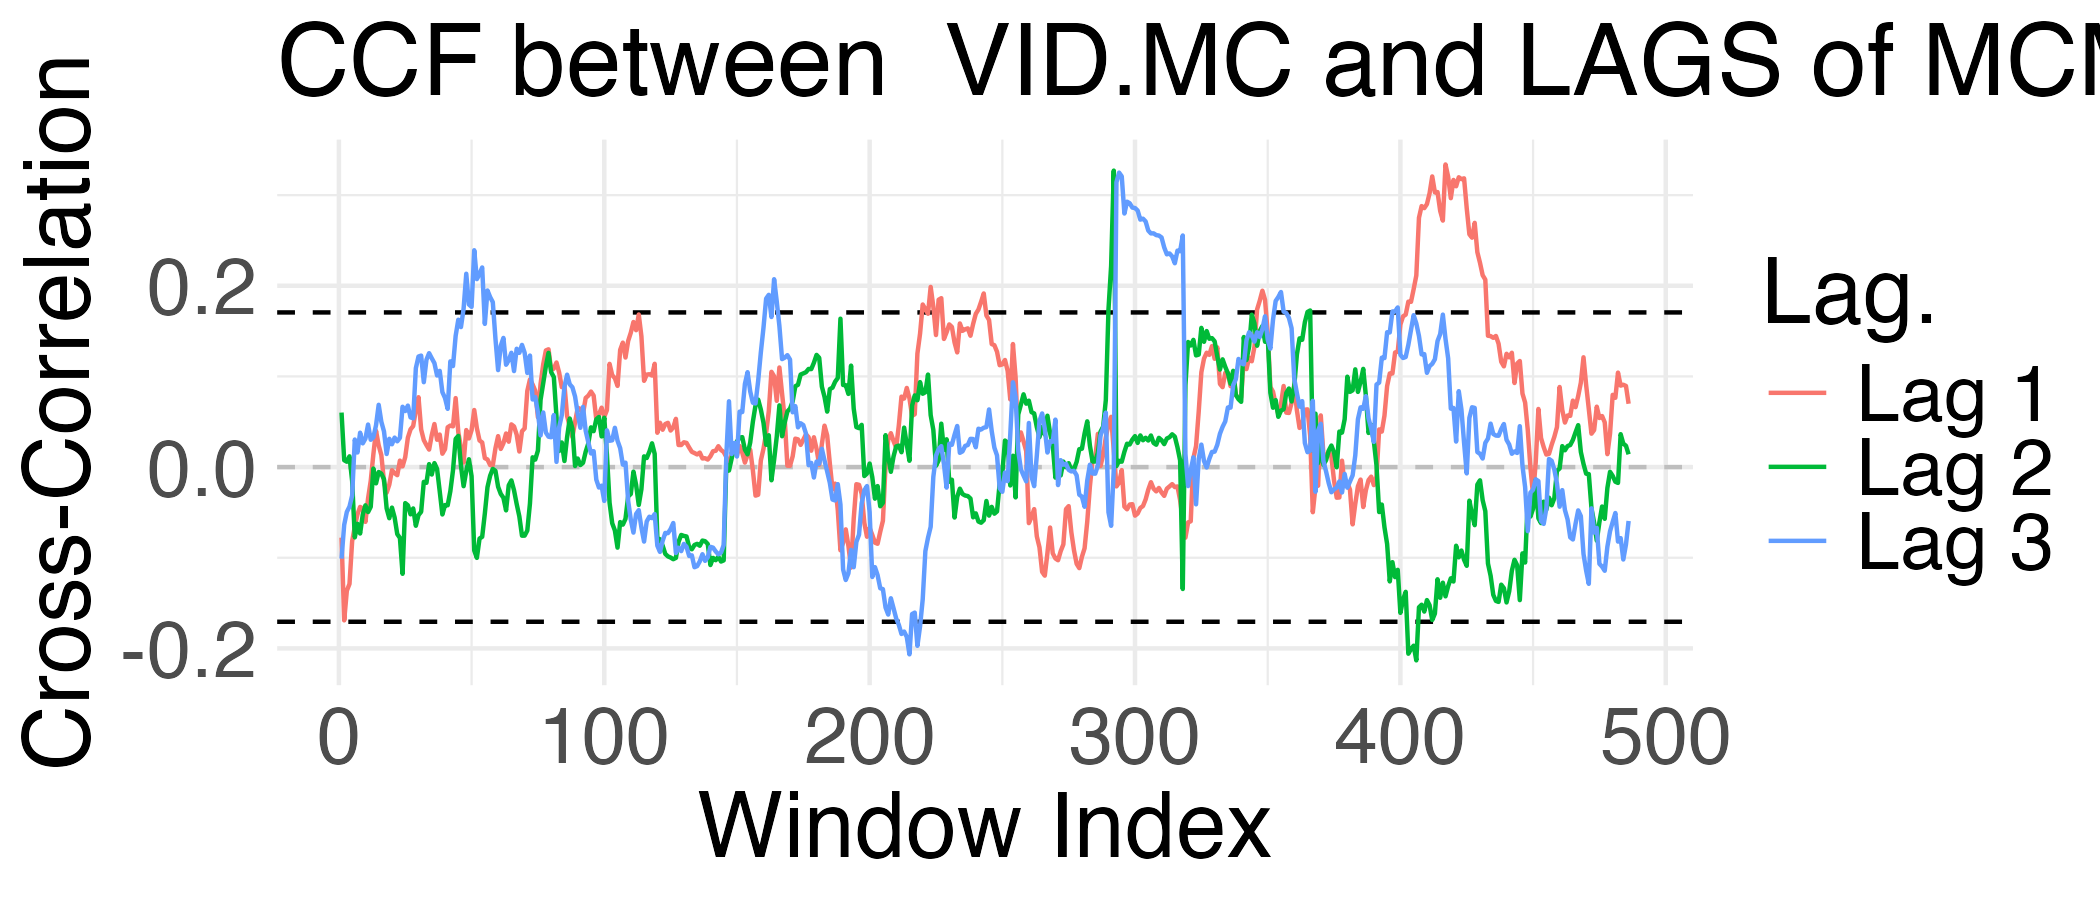 CCF between  VID.MC and LAGS of
Cross-Correlation
0.2
0.0
-0.2
0
100
200
300
400
500
Window Index
Lag.
Lag 1
Lag 2
Lag 3